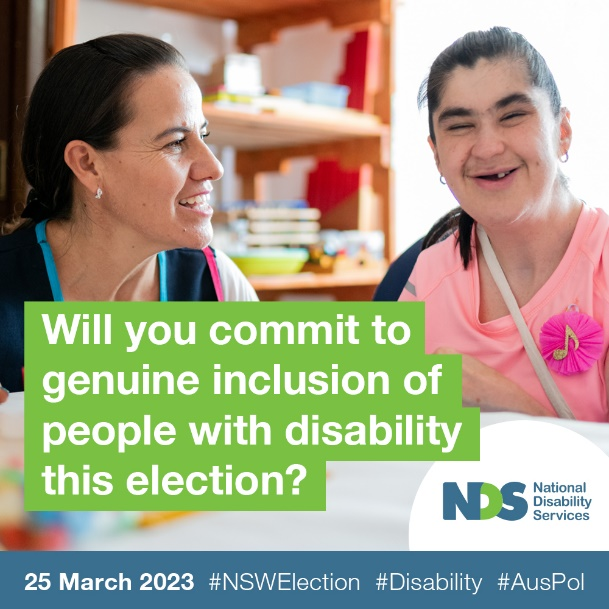 Will you commit to
genuine inclusion of
people with disability
this election?
NDS National
Disability
Services
25 March 2023 #NSWElection #Disability #AusPol